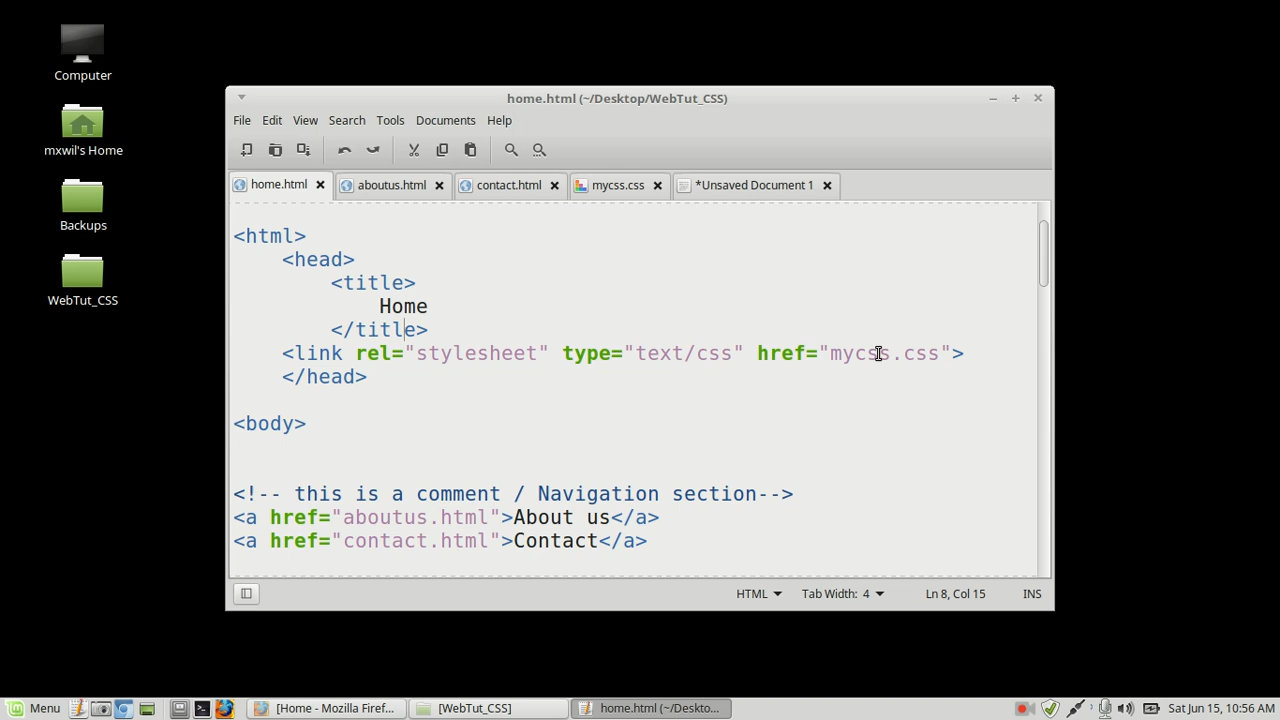 Computer
mxwil's Home
Backups
WebTut_CSS
home.html (~/Desktop/WebTut_CSS)
File Edit View Search Tools Documents Help
home.html aboutus.html contact.html mycss.css *Unsaved Document 1
<html>
<head>
<title>
Home
</title>
<link rel="stylesheet" type="text/css" href="mycss.css">
</head>
<body>
<!-- this is a comment / Navigation section-->
<a href="aboutus.html">About us</a>
<a href="contact.html">Contact</a>
HTML Tab Width: 4 Ln 8, Col 15 INS
Menu [Home - Mozilla Firef... [WebTut_CSS] home.html (~/Deskto... Sat Jun 15, 10:56 AM